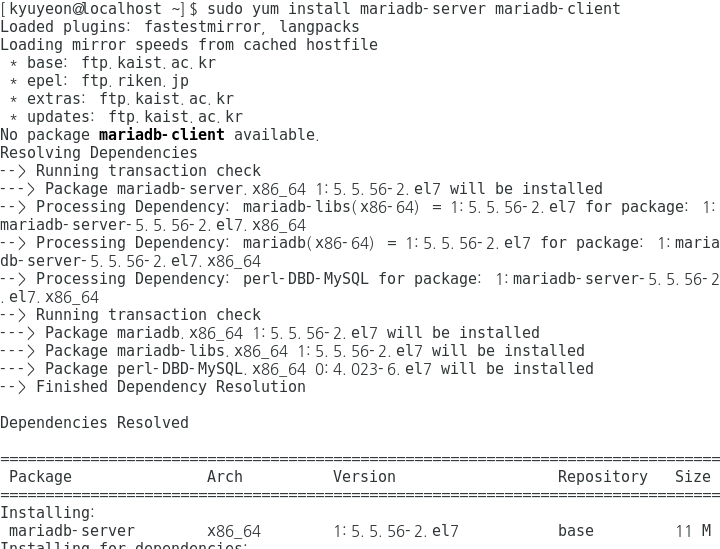 [kyuyeon@localhost ~]$ sudo yum install mariadb-server mariadb-client
Loaded plugins: fastestmirror, langpacks
Loading mirror speeds from cached hostfile
 * base: ftp.kaist.ac.kr
 * epel: ftp.riken.jp
 * extras: ftp.kaist.ac.kr
 * updates: ftp.kaist.ac.kr
No package mariadb-client available.
Resolving Dependencies
--> Running transaction check
---> Package mariadb-server.x86_64 1:5.5.56-2.el7 will be installed
--> Processing Dependency: mariadb-libs(x86-64) = 1:5.5.56-2.el7 for package: 1:
mariadb-server-5.5.56-2.el7.x86_64
--> Processing Dependency: mariadb(x86-64) = 1:5.5.56-2.el7 for package: 1:maria
db-server-5.5.56-2.el7.x86_64
--> Processing Dependency: perl-DBD-MySQL for package: 1:mariadb-server-5.5.56-2
.el7.x86_64
--> Running transaction check
---> Package mariadb.x86_64 1:5.5.56-2.el7 will be installed
---> Package mariadb-libs.x86_64 1:5.5.56-2.el7 will be installed
---> Package perl-DBD-MySQL.x86_64 0:4.023-6.el7 will be installed
--> Finished Dependency Resolution

Dependencies Resolved

================================================================================
 Package              Arch          Version                  Repository   Size
================================================================================
Installing:
 mariadb-server        x86_64        1:5.5.56-2.el7           base         11 M
Installing for dependencies: